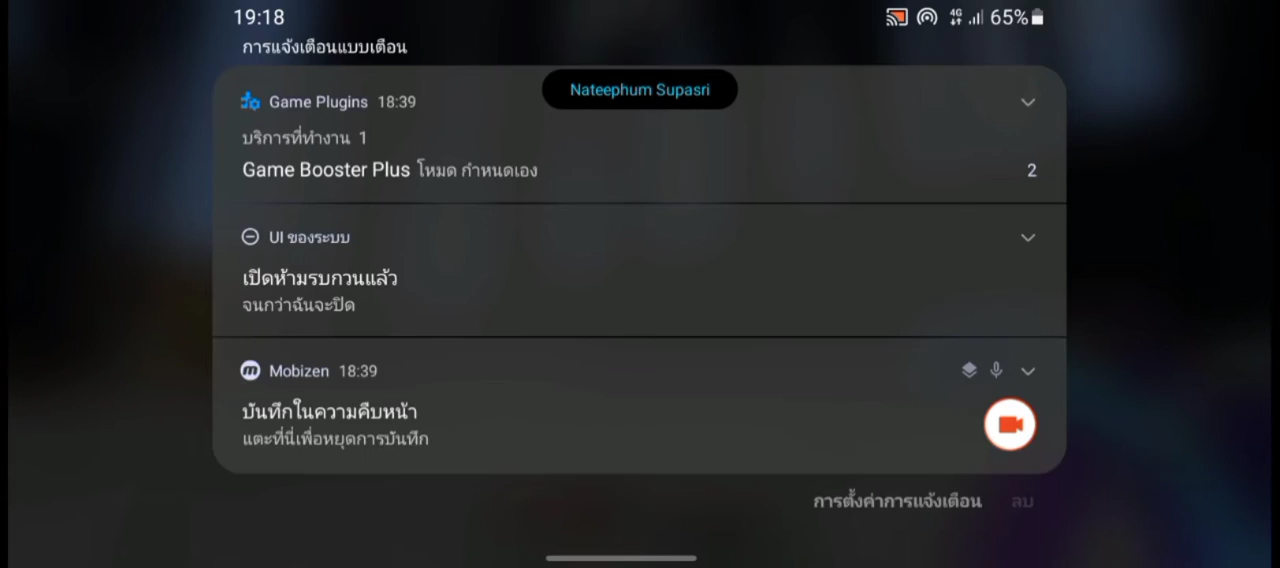 19:18
4G
65%
การแจ้งเตือนแบบเตือน
Nateephum Supasri
Game Plugins 18:39
บริการที่ทำงาน 1
Game Booster Plus โหมด กำหนดเอง
2
UI ของระบบ
เปิดห้ามรบกวนแล้ว
จนกว่าฉันจะปิด
Mobizen 18:39
บันทึกในความคืบหน้า
แตะที่นี่เพื่อหยุดการบันทึก
การตั้งค่าการแจ้งเตือน ลบ